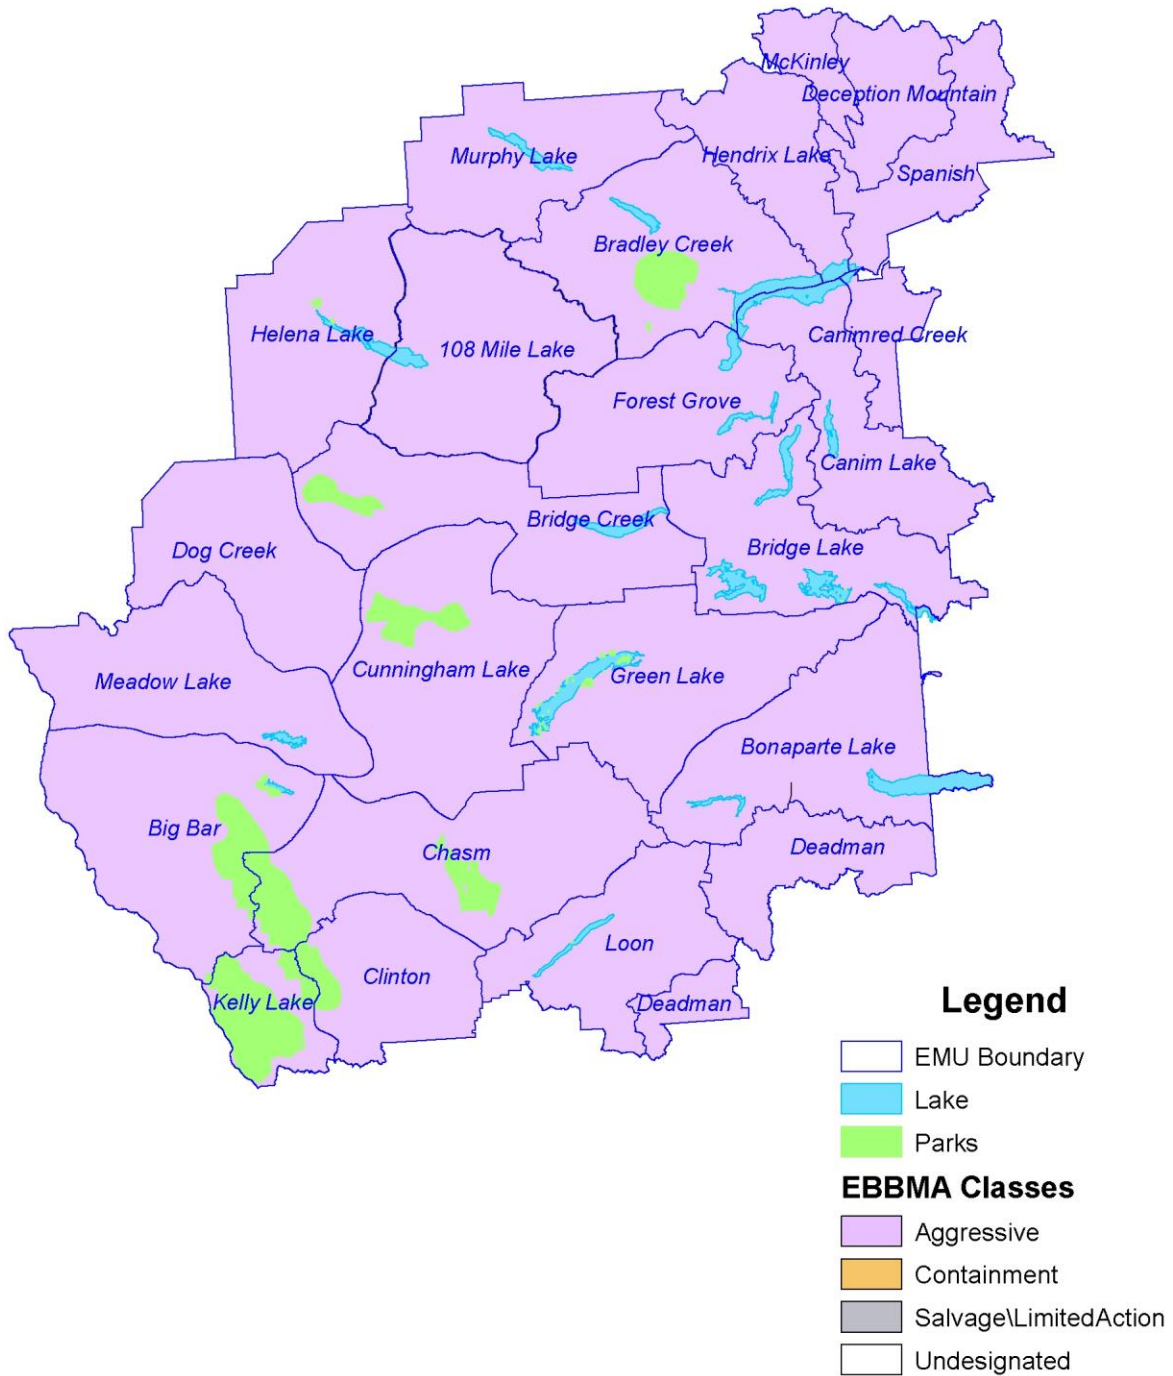 McKinley
Deception Mountain
Murphy Lake
Hendrix Lake
Spanish
Bradley Creek
Helena Lake
108 Mile Lake
Canimred Creek
Forest Grove
Canim Lake
Bridge Creek
Dog Creek
Bridge Lake
Cunningham Lake
Meadow Lake
Green Lake
Bonaparte Lake
Big Bar
Chasm
Deadman
Loon
Clinton
Kelly Lake
Deadman
Legend
EMU Boundary
Lake
Parks
EBBMA Classes
Aggressive
Containment
Salvage\LimitedAction
Undesignated